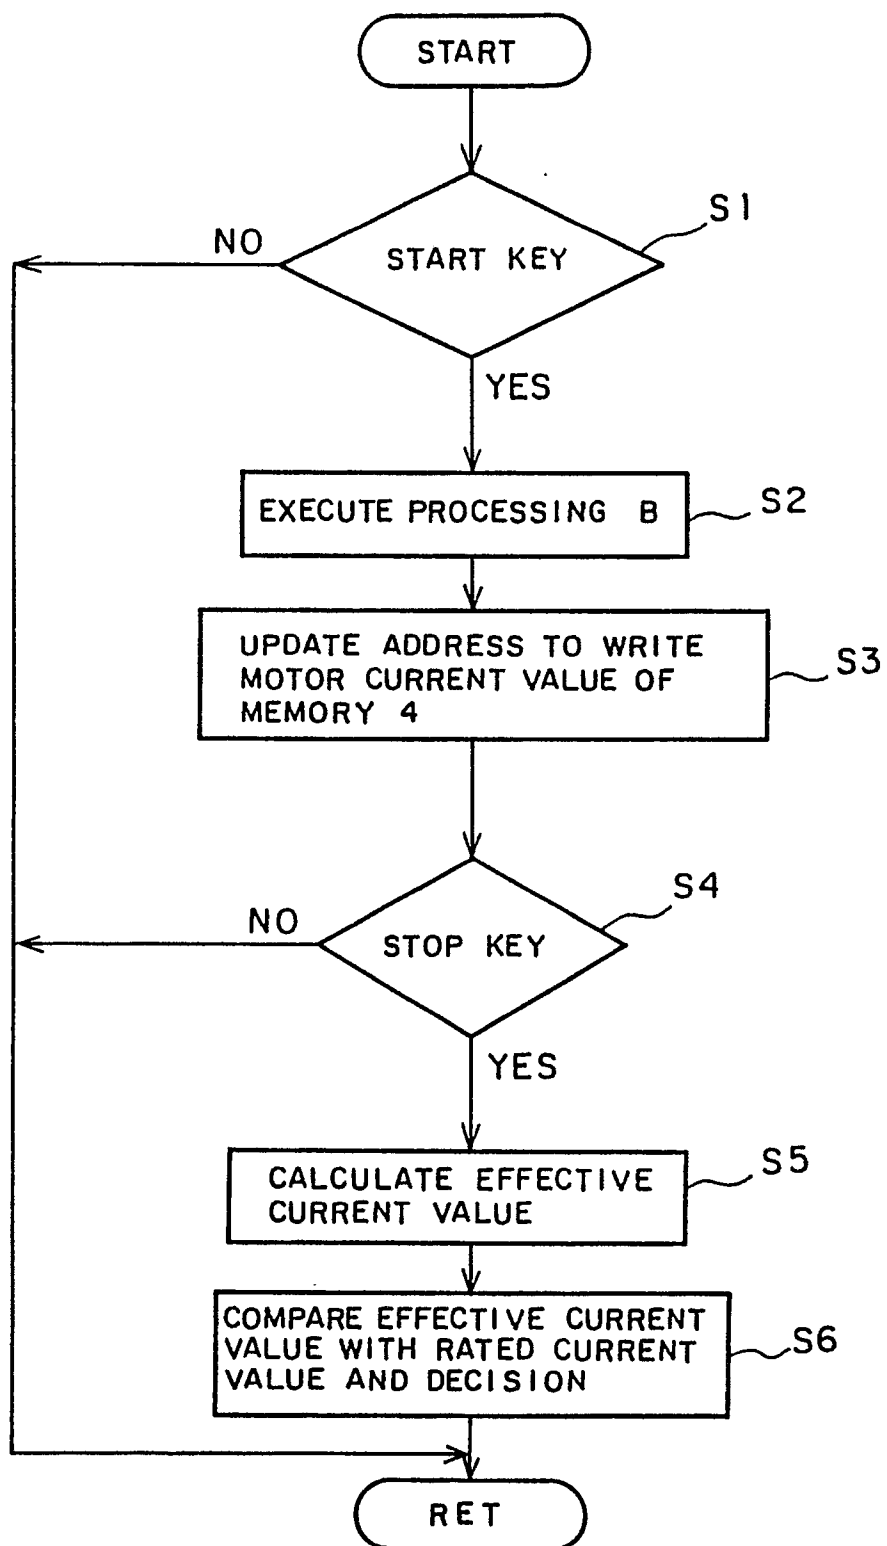 START
S1
NO
START KEY
YES
EXECUTE PROCESSING B
S2
UPDATE ADDRESS TO WRITE
MOTOR CURRENT VALUE OF
MEMORY 4
S3
S4
NO
STOP KEY
YES
CALCULATE EFFECTIVE
CURRENT VALUE
S5
COMPARE EFFECTIVE CURRENT
VALUE WITH RATED CURRENT
VALUE AND DECISION
S6
RET